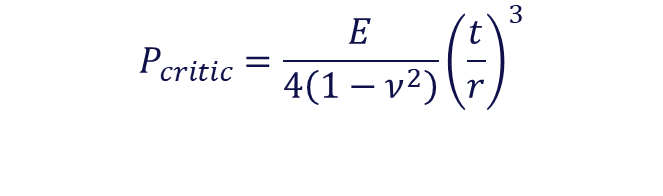 P_critic = E / 4(1 − ν²) (t / r)³